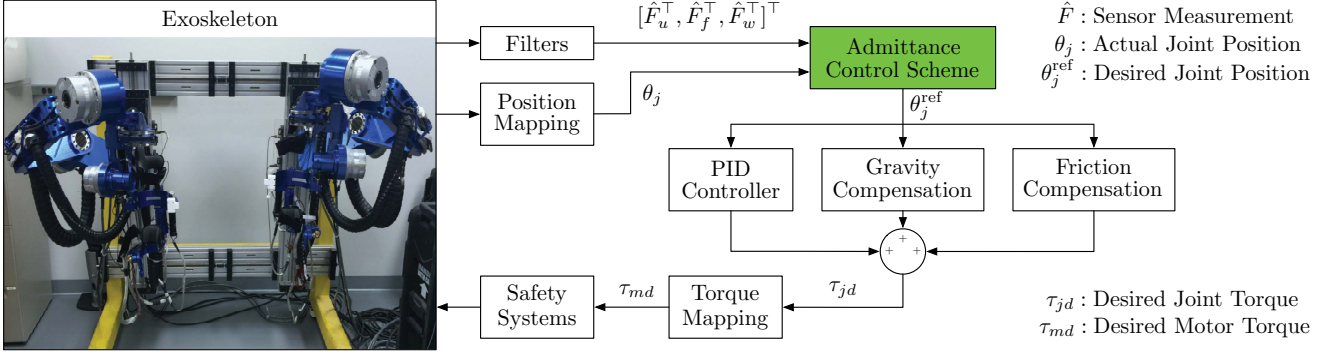 Exoskeleton
Filters
[F̂_u^⊤, F̂_f^⊤, F̂_w^⊤]^⊤
Admittance
Control Scheme
F̂ : Sensor Measurement
θ_j : Actual Joint Position
θ_j^ref : Desired Joint Position
Position
Mapping
θ_j
θ_j^ref
PID
Controller
Gravity
Compensation
Friction
Compensation
+
+ +
Safety
Systems
τ_md
Torque
Mapping
τ_jd
τ_jd : Desired Joint Torque
τ_md : Desired Motor Torque